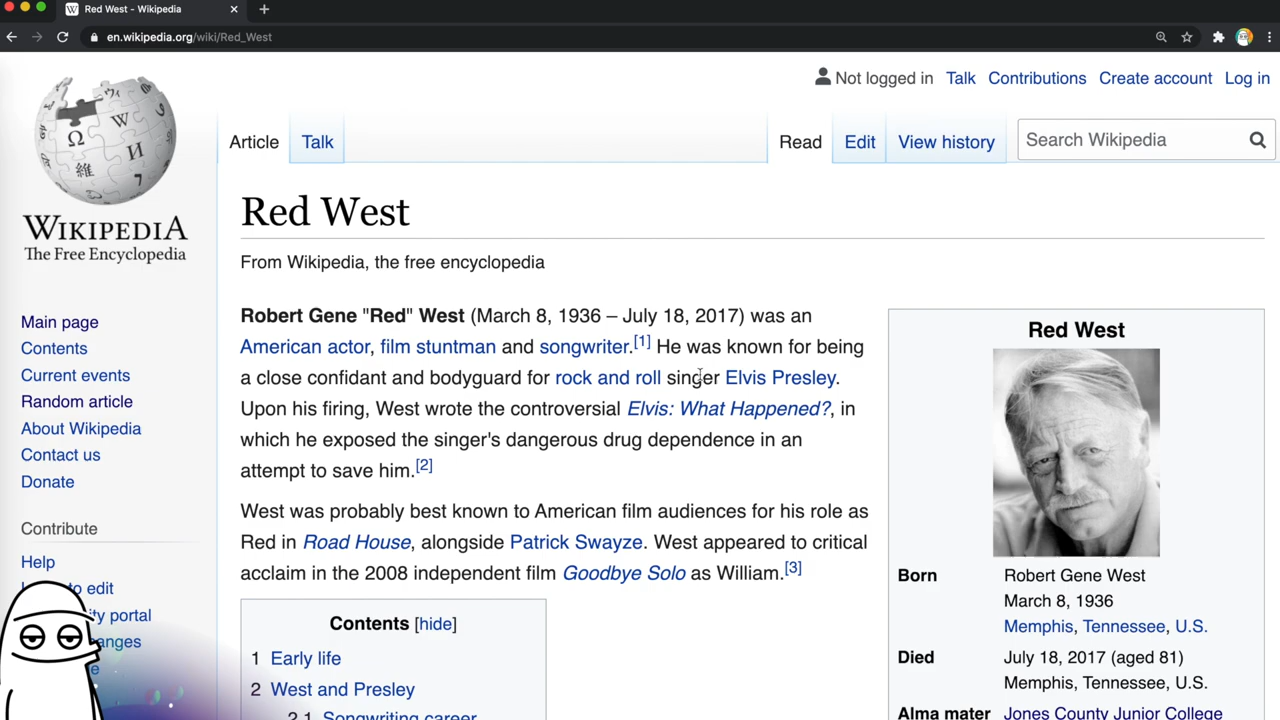 Red West - Wikipedia
en.wikipedia.org/wiki/Red_West
Not logged in Talk Contributions Create account Log in
Article Talk Read Edit View history Search Wikipedia
WIKIPEDIA
The Free Encyclopedia
Main page
Contents
Current events
Random article
About Wikipedia
Contact us
Donate
Contribute
Help
to edit
ty portal
anges
Red West
From Wikipedia, the free encyclopedia
Robert Gene "Red" West (March 8, 1936 – July 18, 2017) was an
American actor, film stuntman and songwriter.[1] He was known for being
a close confidant and bodyguard for rock and roll singer Elvis Presley.
Upon his firing, West wrote the controversial Elvis: What Happened?, in
which he exposed the singer's dangerous drug dependence in an
attempt to save him.[2]
West was probably best known to American film audiences for his role as
Red in Road House, alongside Patrick Swayze. West appeared to critical
acclaim in the 2008 independent film Goodbye Solo as William.[3]
Contents [hide]
1 Early life
2 West and Presley
2.1 Songwriting career
Red West
Born Robert Gene West
March 8, 1936
Memphis, Tennessee, U.S.
Died July 18, 2017 (aged 81)
Memphis, Tennessee, U.S.
Alma mater Jones County Junior College